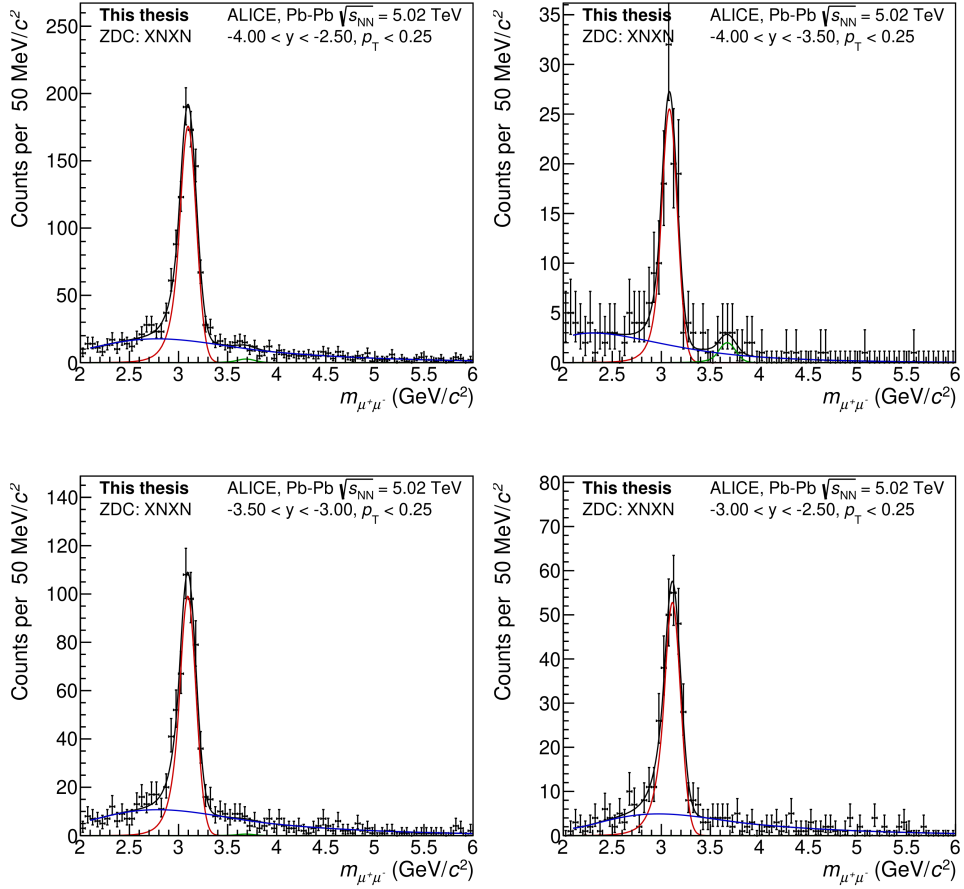 This thesis ALICE, Pb-Pb √sNN = 5.02 TeV
ZDC: XNXN -4.00 < y < -2.50, pT < 0.25
Counts per 50 MeV/c²
250
200
150
100
50
0
2 2.5 3 3.5 4 4.5 5 5.5 6
mμ⁺μ⁻ (GeV/c²)
This thesis ALICE, Pb-Pb √sNN = 5.02 TeV
ZDC: XNXN -4.00 < y < -3.50, pT < 0.25
Counts per 50 MeV/c²
35
30
25
20
15
10
5
0
2 2.5 3 3.5 4 4.5 5 5.5 6
mμ⁺μ⁻ (GeV/c²)
This thesis ALICE, Pb-Pb √sNN = 5.02 TeV
ZDC: XNXN -3.50 < y < -3.00, pT < 0.25
Counts per 50 MeV/c²
140
120
100
80
60
40
20
0
2 2.5 3 3.5 4 4.5 5 5.5 6
mμ⁺μ⁻ (GeV/c²)
This thesis ALICE, Pb-Pb √sNN = 5.02 TeV
ZDC: XNXN -3.00 < y < -2.50, pT < 0.25
Counts per 50 MeV/c²
80
70
60
50
40
30
20
10
0
2 2.5 3 3.5 4 4.5 5 5.5 6
mμ⁺μ⁻ (GeV/c²)